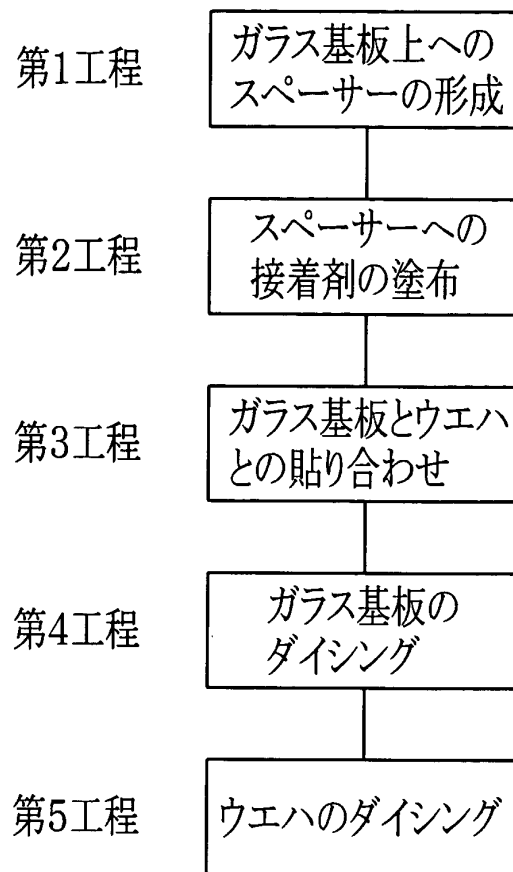 第1工程
ガラス基板上への
スペーサーの形成
第2工程
スペーサーへの
接着剤の塗布
第3工程
ガラス基板とウエハ
との貼り合わせ
第4工程
ガラス基板の
ダイシング
第5工程
ウエハのダイシング